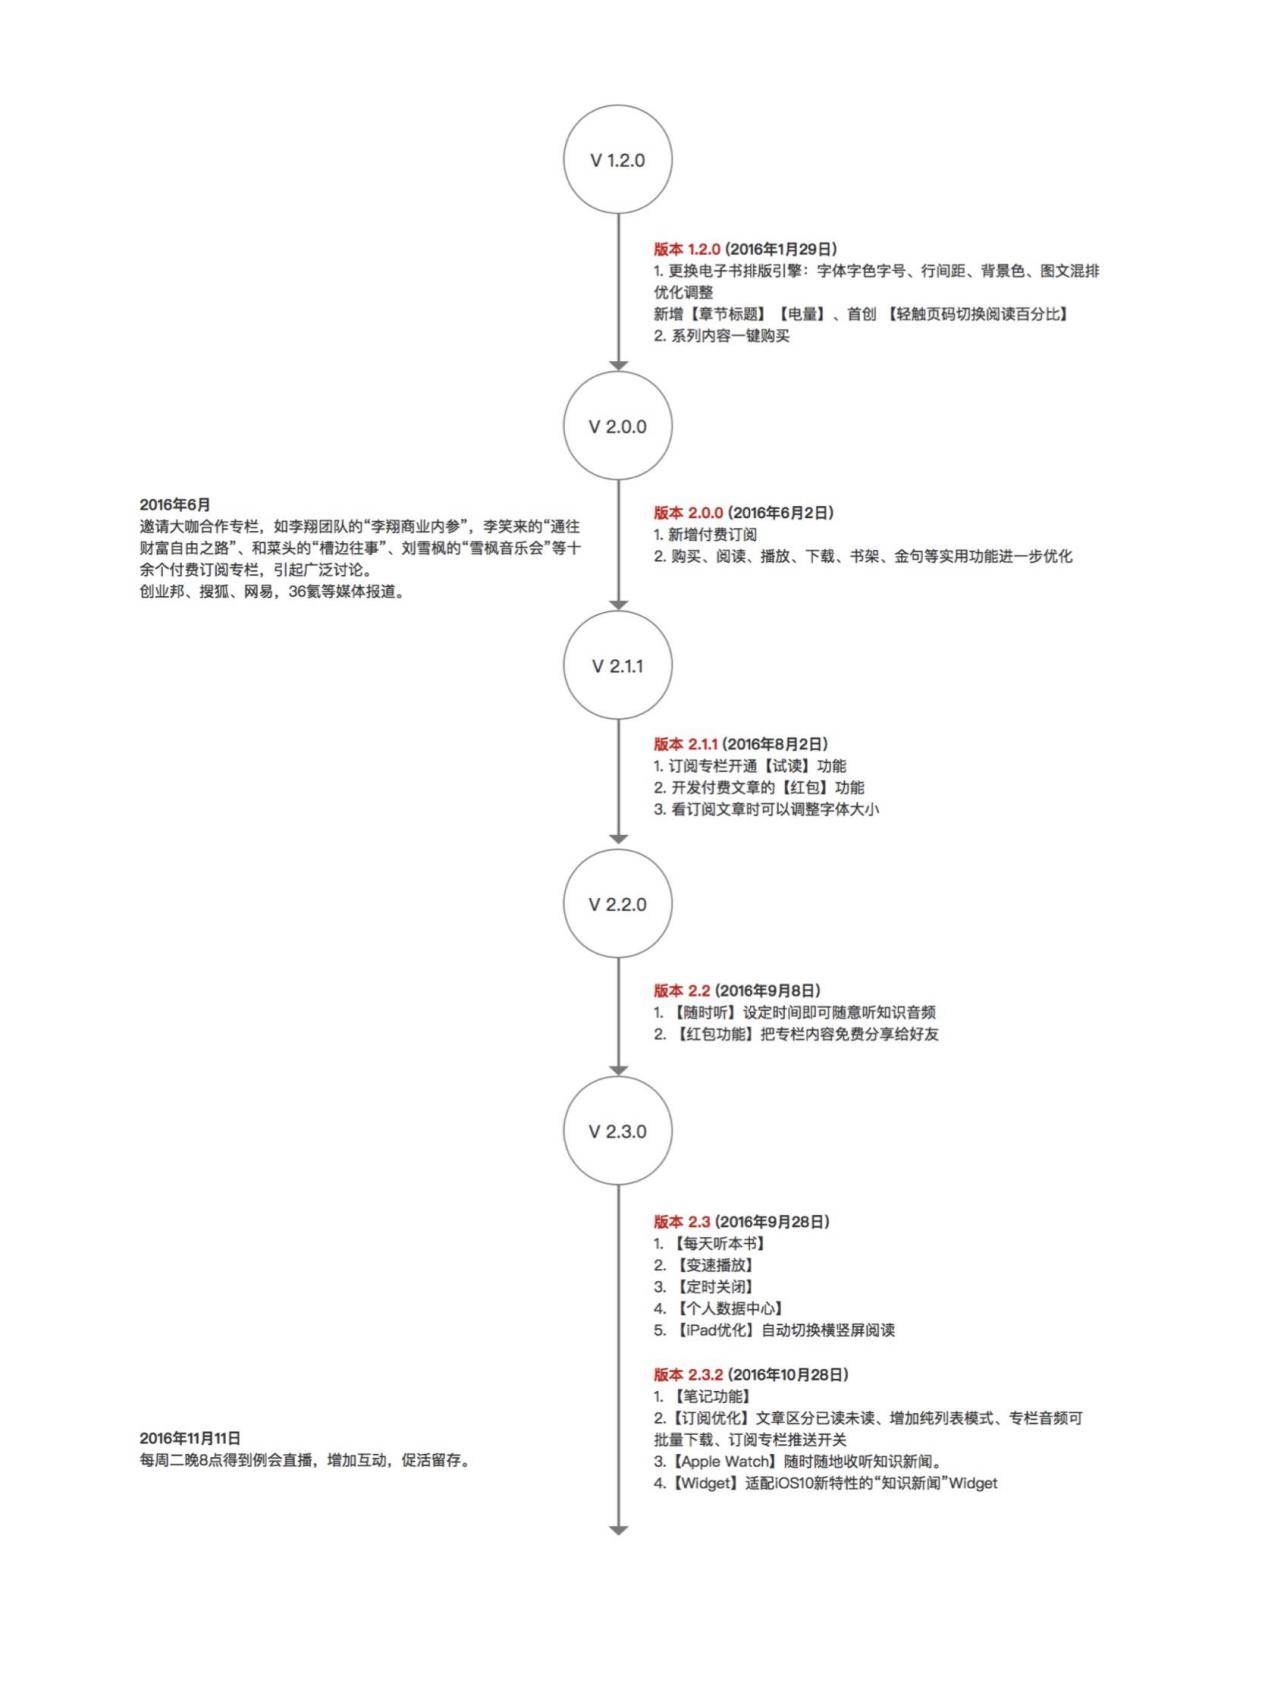 V 1.2.0
版本 1.2.0 (2016年1月29日)
1. 更换电子书排版引擎：字体字色字号、行间距、背景色、图文混排
优化调整
新增【章节标题】【电量】、首创 【轻触页码切换阅读百分比】
2. 系列内容一键购买
V 2.0.0
2016年6月
邀请大咖合作专栏，如李翔团队的“李翔商业内参”，李笑来的“通往
财富自由之路”、和菜头的“槽边往事”、刘雪枫的“雪枫音乐会”等十
余个付费订阅专栏，引起广泛讨论。
创业邦、搜狐、网易，36氪等媒体报道。
版本 2.0.0 (2016年6月2日)
1. 新增付费订阅
2. 购买、阅读、播放、下载、书架、金句等实用功能进一步优化
V 2.1.1
版本 2.1.1 (2016年8月2日)
1. 订阅专栏开通【试读】功能
2. 开发付费文章的【红包】功能
3. 看订阅文章时可以调整字体大小
V 2.2.0
版本 2.2 (2016年9月8日)
1. 【随时听】设定时间即可随意听知识音频
2. 【红包功能】把专栏内容免费分享给好友
V 2.3.0
版本 2.3 (2016年9月28日)
1. 【每天听本书】
2. 【变速播放】
3. 【定时关闭】
4. 【个人数据中心】
5. 【iPad优化】自动切换横竖屏阅读
版本 2.3.2 (2016年10月28日)
1. 【笔记功能】
2.【订阅优化】文章区分已读未读、增加纯列表模式、专栏音频可
批量下载、订阅专栏推送开关
3.【Apple Watch】随时随地收听知识新闻。
4.【Widget】适配iOS10新特性的“知识新闻”Widget
2016年11月11日
每周二晚8点得到例会直播，增加互动，促活留存。